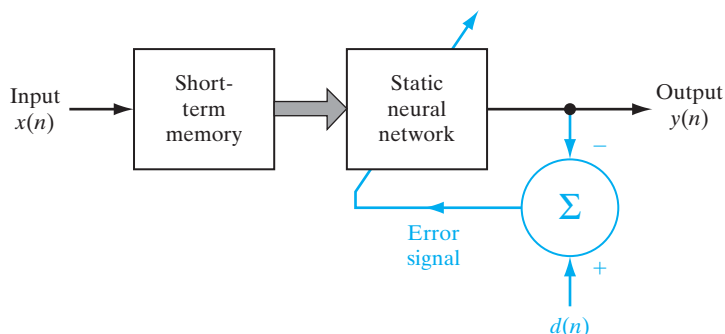 Input
x(n)
Short-
term
memory
Static
neural
network
Output
y(n)
−
Σ
Error
signal
+
d(n)